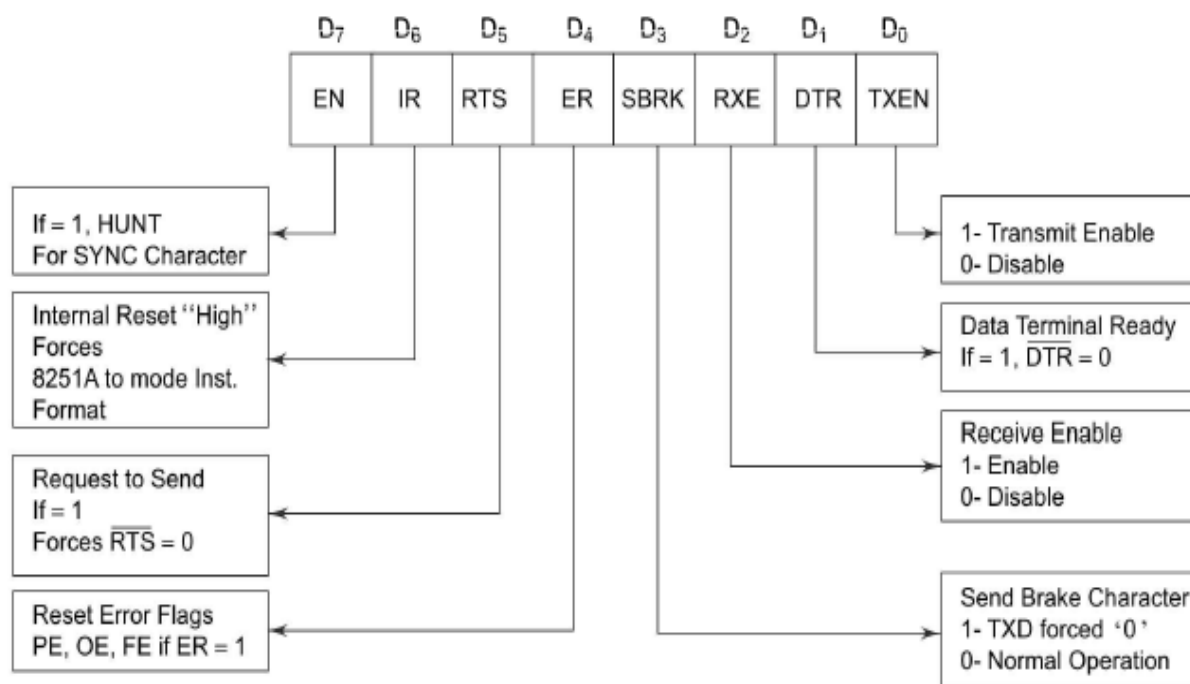 D₇ D₆ D₅ D₄ D₃ D₂ D₁ D₀
EN IR RTS ER SBRK RXE DTR TXEN
If = 1, HUNT
For SYNC Character
Internal Reset ‘‘High’’
Forces
8251A to mode Inst.
Format
Request to Send
If = 1
Forces R̅T̅S̅ = 0
Reset Error Flags
PE, OE, FE if ER = 1
1- Transmit Enable
0- Disable
Data Terminal Ready
If = 1, D̅T̅R̅ = 0
Receive Enable
1- Enable
0- Disable
Send Brake Character
1- TXD forced ‘0’
0- Normal Operation